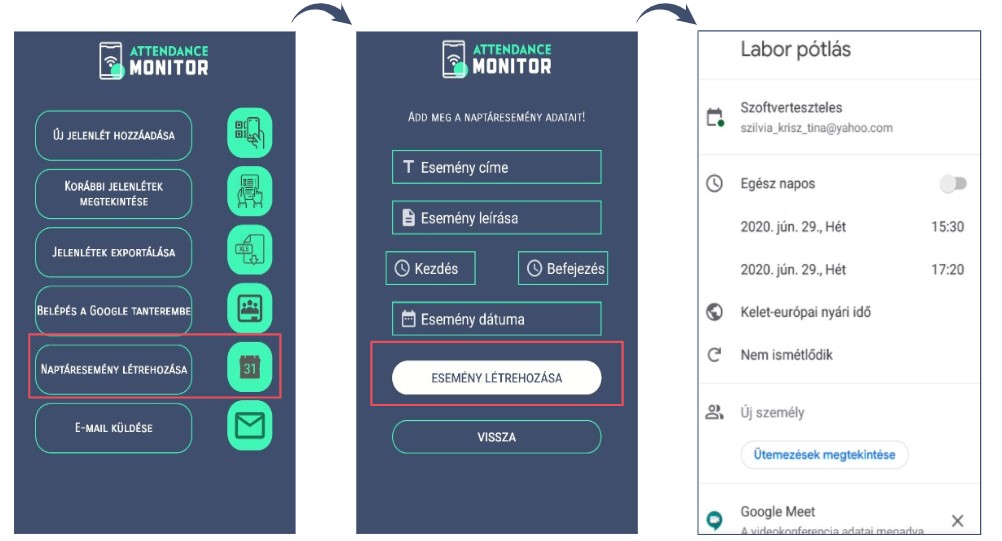 ATTENDANCE
MONITOR
ÚJ JELENLÉT HOZZÁADÁSA
KORÁBBI JELENLÉTEK
MEGTEKINTÉSE
JELENLÉTEK EXPORTÁLÁSA
XLS
BELÉPÉS A GOOGLE TANTEREMBE
NAPTÁRESEMÉNY LÉTREHOZÁSA
31
E-MAIL KÜLDÉSE
ATTENDANCE
MONITOR
ADD MEG A NAPTÁRESEMÉNY ADATAIT!
Esemény címe
Esemény leírása
Kezdés
Befejezés
Esemény dátuma
ESEMÉNY LÉTREHOZÁSA
VISSZA
Labor pótlás
Szoftverteszteles
szilvia_krisz_tina@yahoo.com
Egész napos
2020. jún. 29., Hét 15:30
2020. jún. 29., Hét 17:20
Kelet-európai nyári idő
Nem ismétlődik
Új személy
Ütemezések megtekintése
Google Meet
A videokonferencia adatai megadva